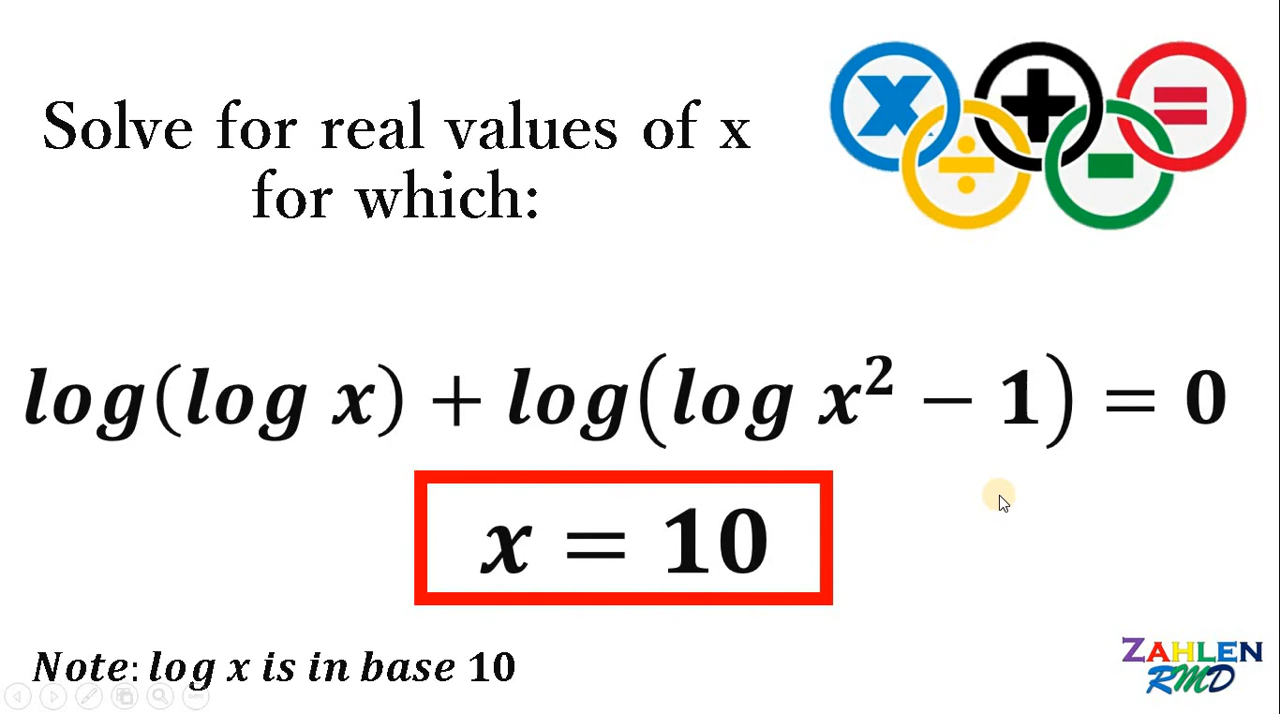 Solve for real values of x
for which:
log(log x) + log(log x² − 1) = 0
x = 10
Note: log x is in base 10
ZAHLEN
RMD